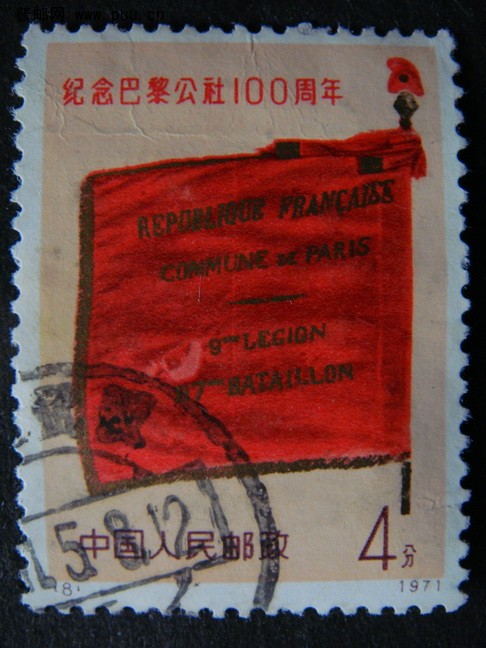 纪念巴黎公社100周年
REPUBLIQUE FRANÇAISE
COMMUNE DE PARIS
9me LEGION
BATAILLON
中国人民邮政
4分
1971